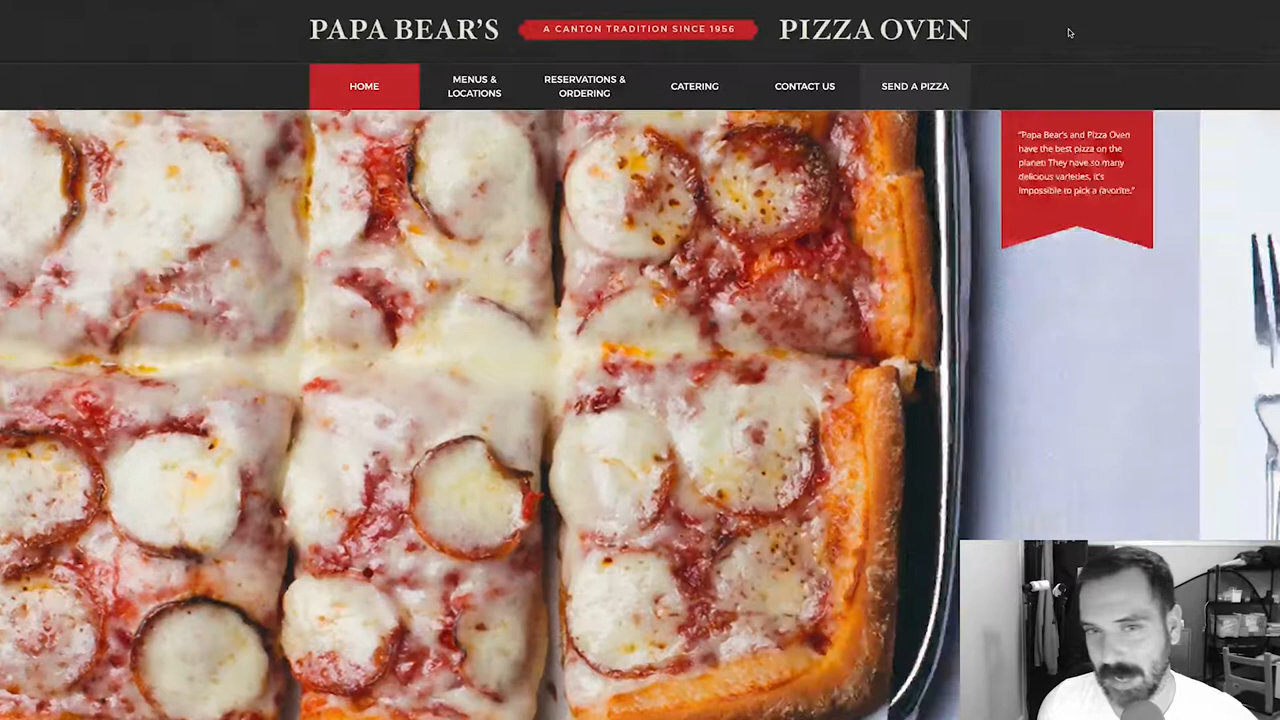 PAPA BEAR'S
A CANTON TRADITION SINCE 1956
PIZZA OVEN
HOME
MENUS &
LOCATIONS
RESERVATIONS &
ORDERING
CATERING
CONTACT US
SEND A PIZZA
“Papa Bear's and Pizza Oven
have the best pizza on the
planet! They have so many
delicious varieties, it's
impossible to pick a favorite.”